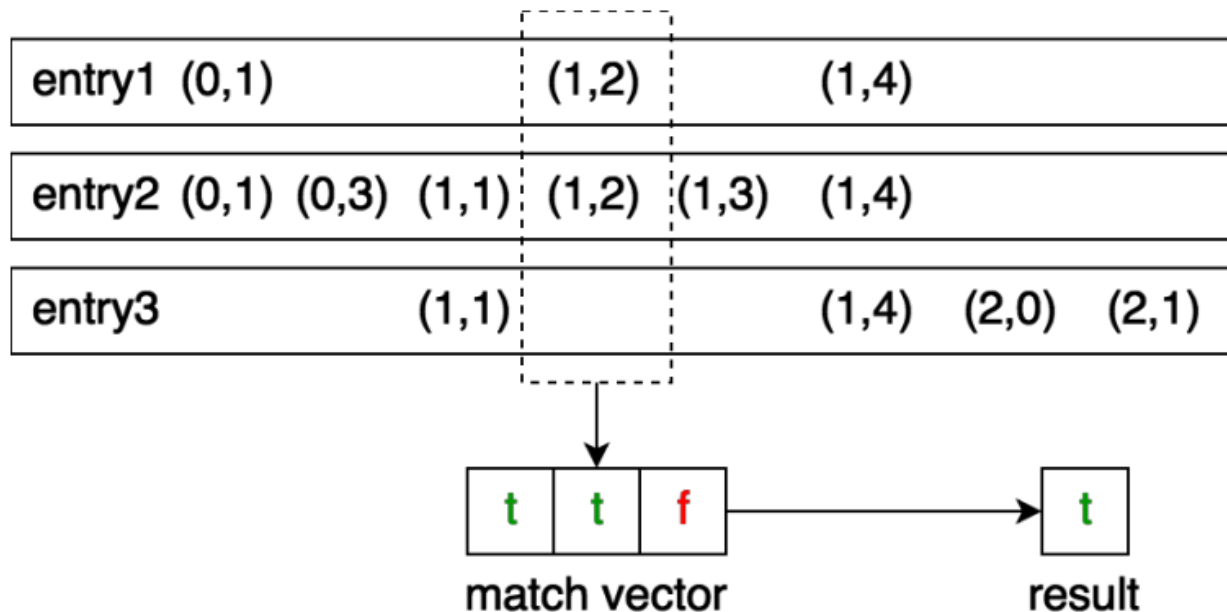 entry1 (0,1) (1,2) (1,4)
entry2 (0,1) (0,3) (1,1) (1,2) (1,3) (1,4)
entry3 (1,1) (1,4) (2,0) (2,1)
t t f t
match vector result